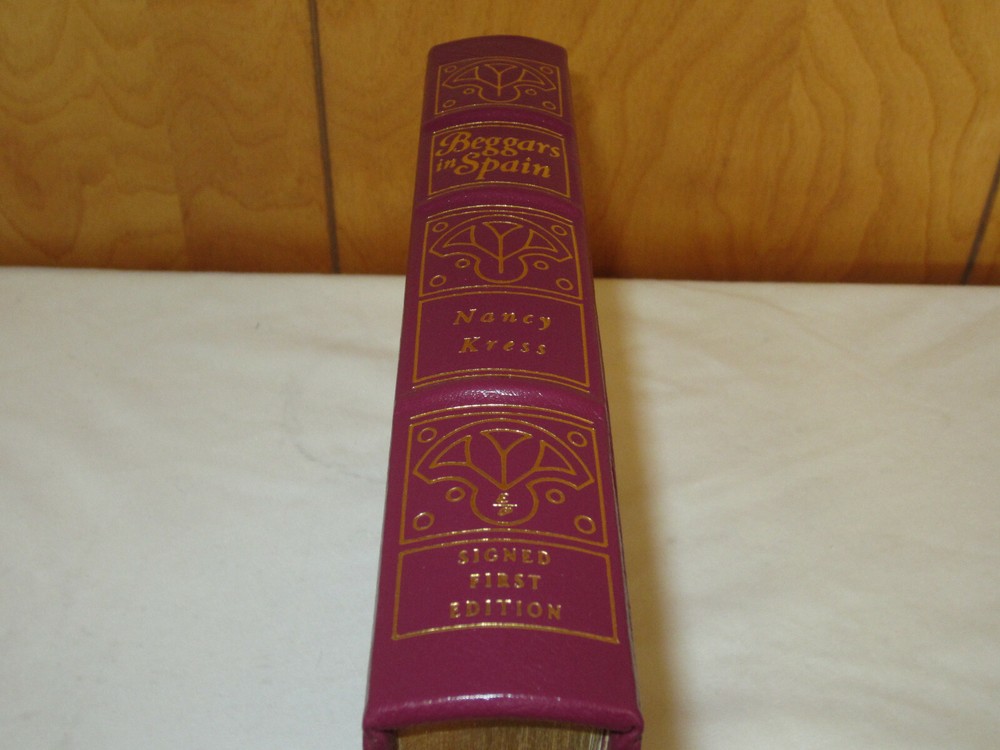 Beggars
in Spain
Nancy
Kress
SIGNED
FIRST
EDITION